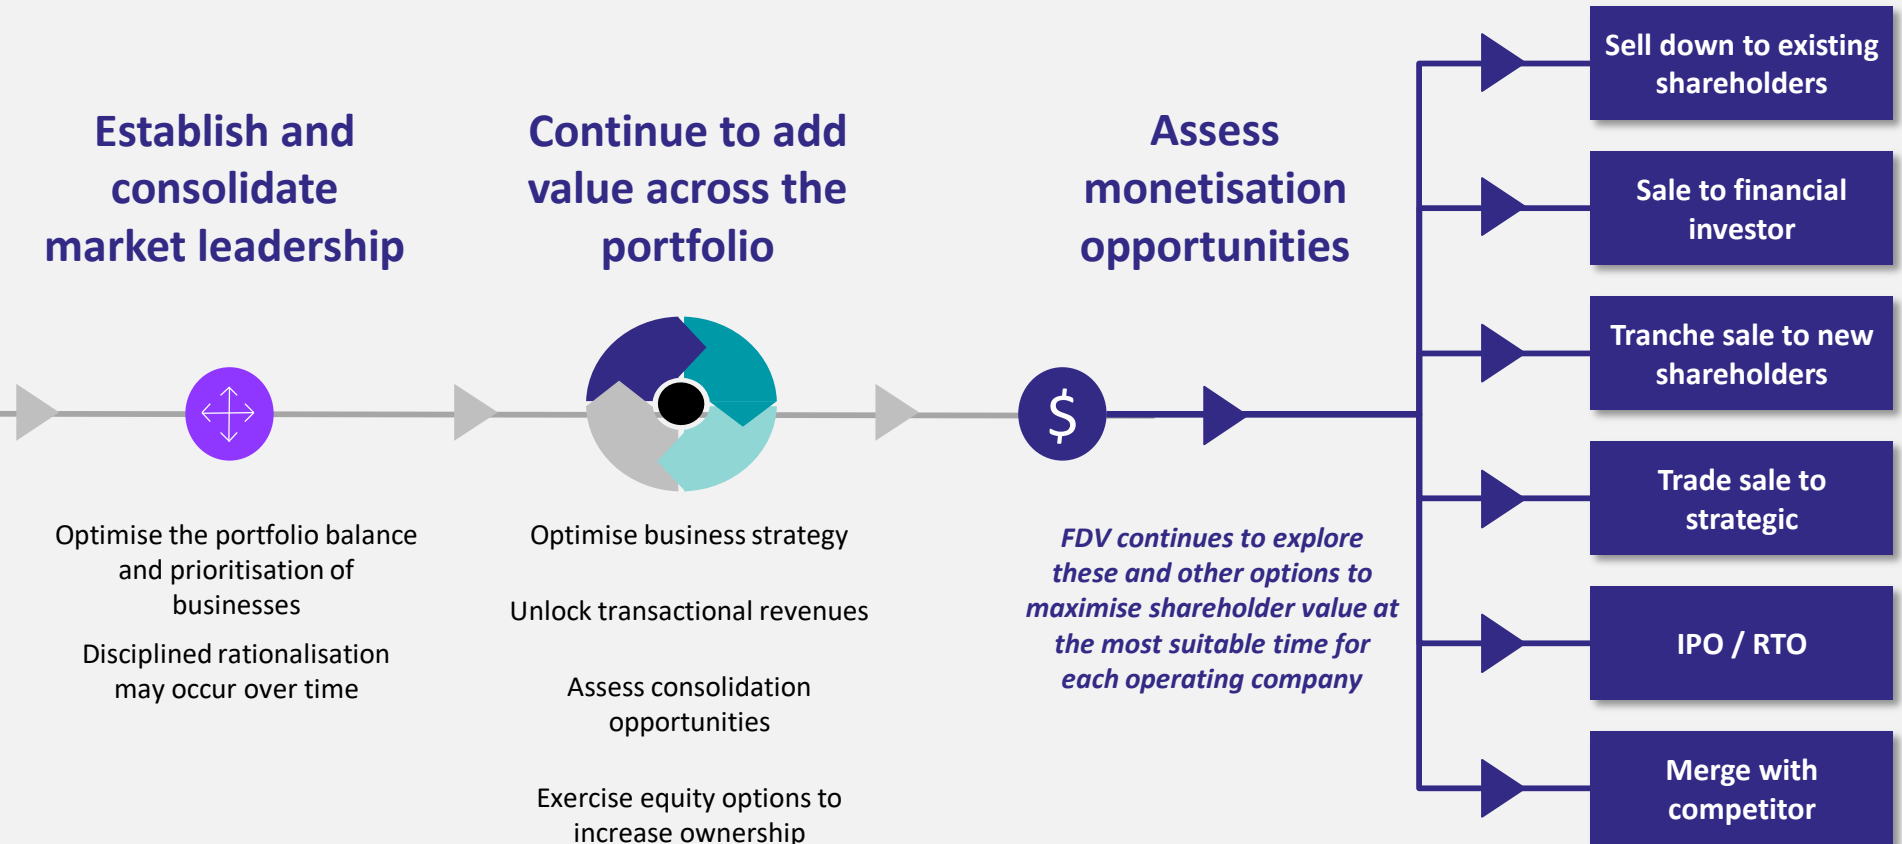 Establish and
consolidate
market leadership
Optimise the portfolio balance
and prioritisation of
businesses
Disciplined rationalisation
may occur over time
Continue to add
value across the
portfolio
Optimise business strategy
Unlock transactional revenues
Assess consolidation
opportunities
Exercise equity options to
increase ownership
Assess
monetisation
opportunities
$
FDV continues to explore
these and other options to
maximise shareholder value at
the most suitable time for
each operating company
Sell down to existing
shareholders
Sale to financial
investor
Tranche sale to new
shareholders
Trade sale to
strategic
IPO / RTO
Merge with
competitor